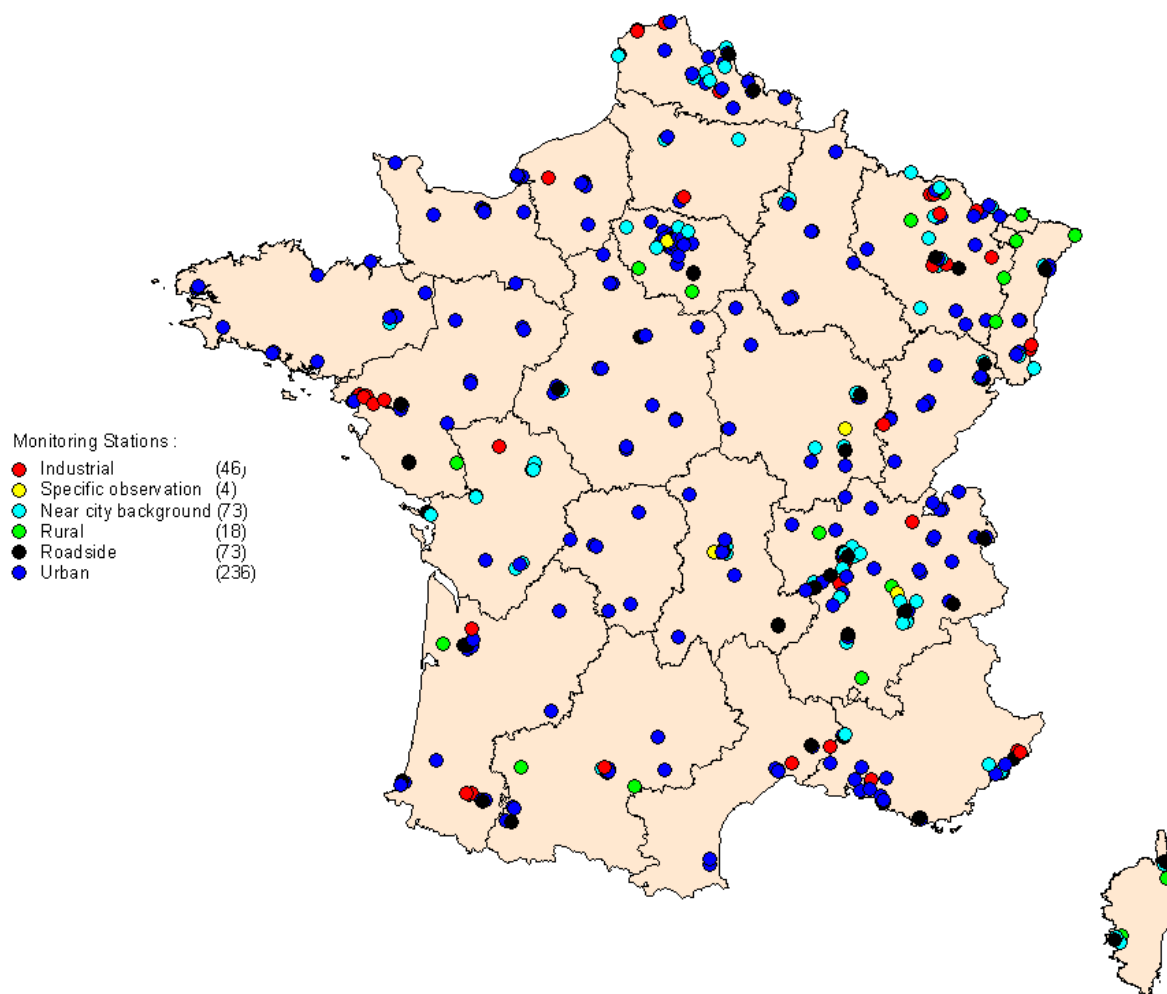 Monitoring Stations :
Industrial (46)
Specific observation (4)
Near city background (73)
Rural (18)
Roadside (73)
Urban (236)